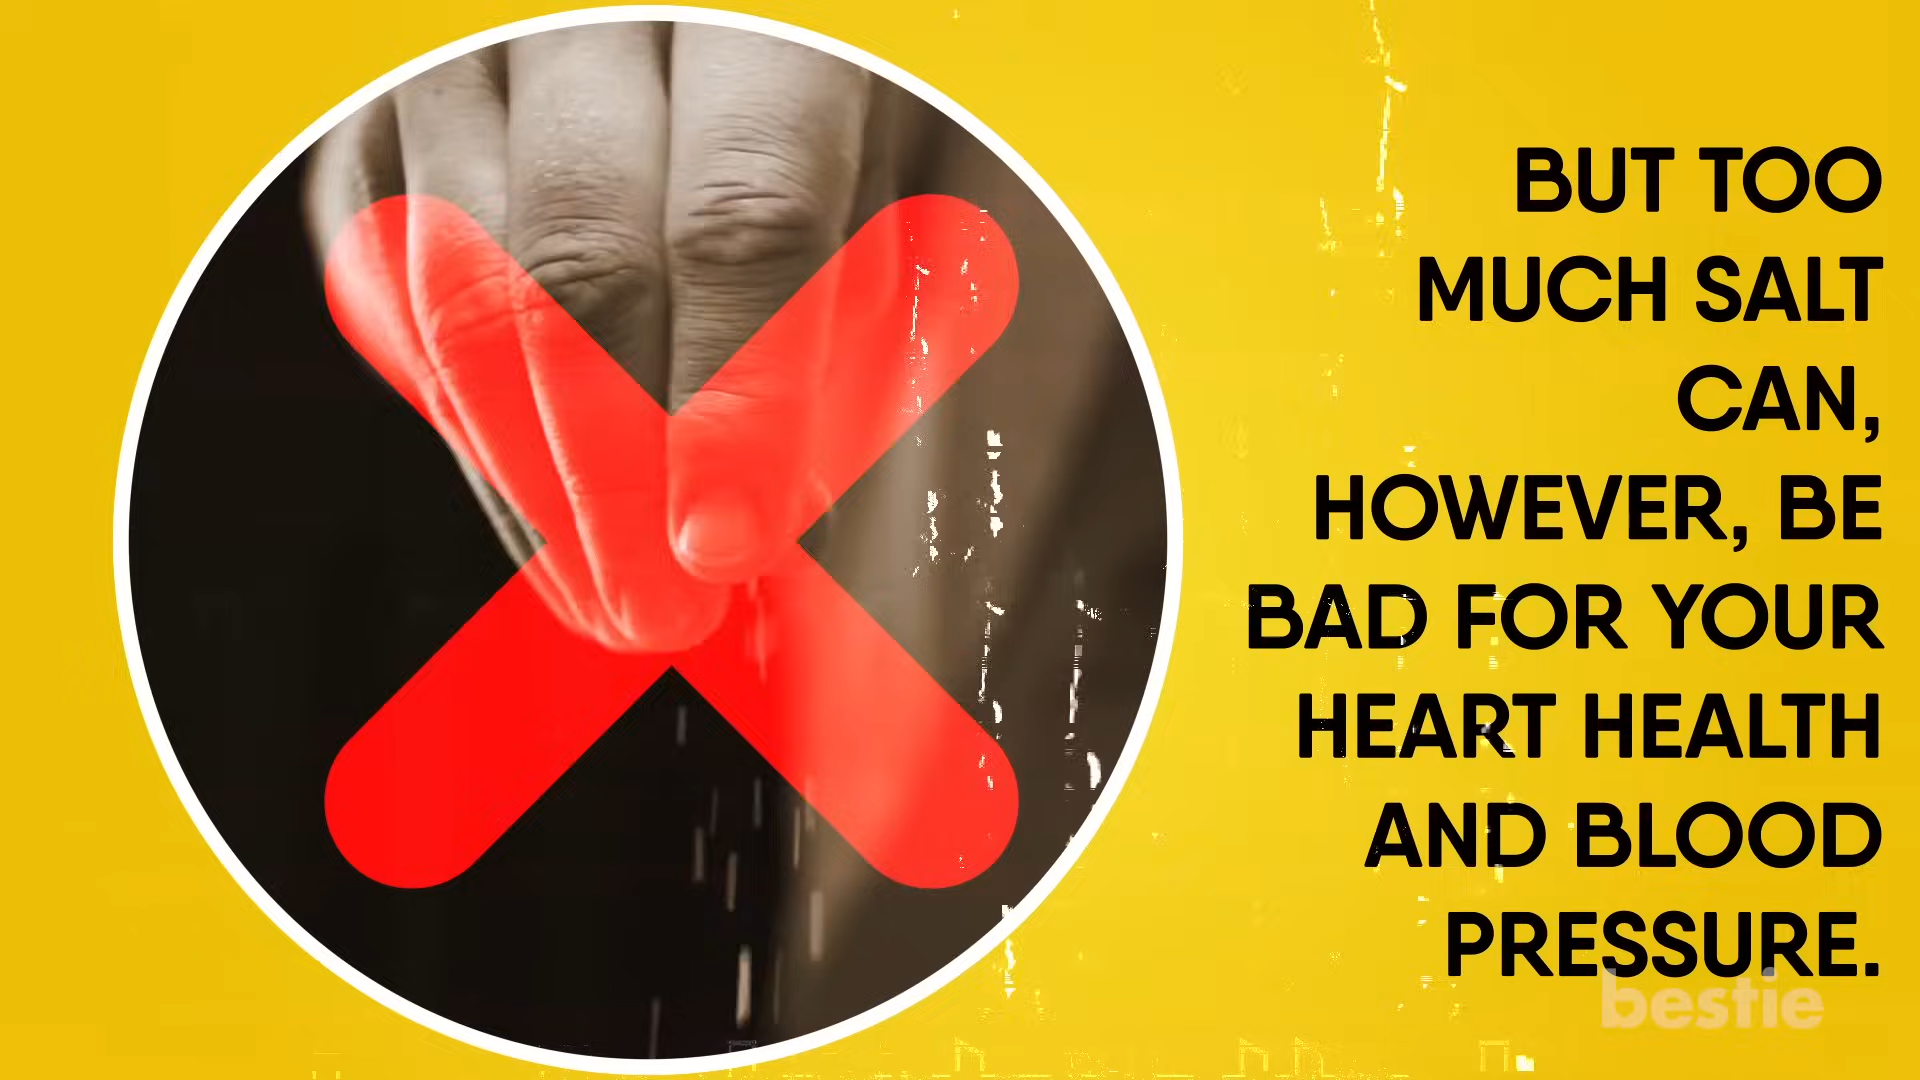 BUT TOO
MUCH SALT
CAN,
HOWEVER, BE
BAD FOR YOUR
HEART HEALTH
AND BLOOD
PRESSURE.
bestie